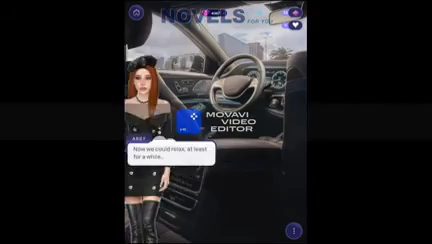 NOVELS
FOR YOU
MOVAVI
VIDEO
EDITOR
Now we could relax, at least
for a while..